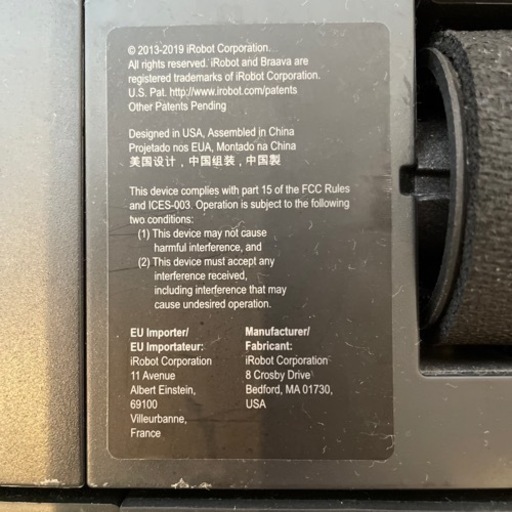 © 2013-2019 iRobot Corporation.
All rights reserved. iRobot and Braava are
registered trademarks of iRobot Corporation.
U.S. Pat. http://www.irobot.com/patents
Other Patents Pending
Designed in USA, Assembled in China
Projetado nos EUA, Montado na China
美国设计，中国组装，中国製
This device complies with part 15 of the FCC Rules
and ICES-003. Operation is subject to the following
two conditions:
(1) This device may not cause
harmful interference, and
(2) This device must accept any
interference received,
including interference that may
cause undesired operation.
EU Importer/
EU Importateur:
iRobot Corporation
11 Avenue
Albert Einstein,
69100
Villeurbanne,
France
Manufacturer/
Fabricant:
iRobot Corporation
8 Crosby Drive
Bedford, MA 01730,
USA